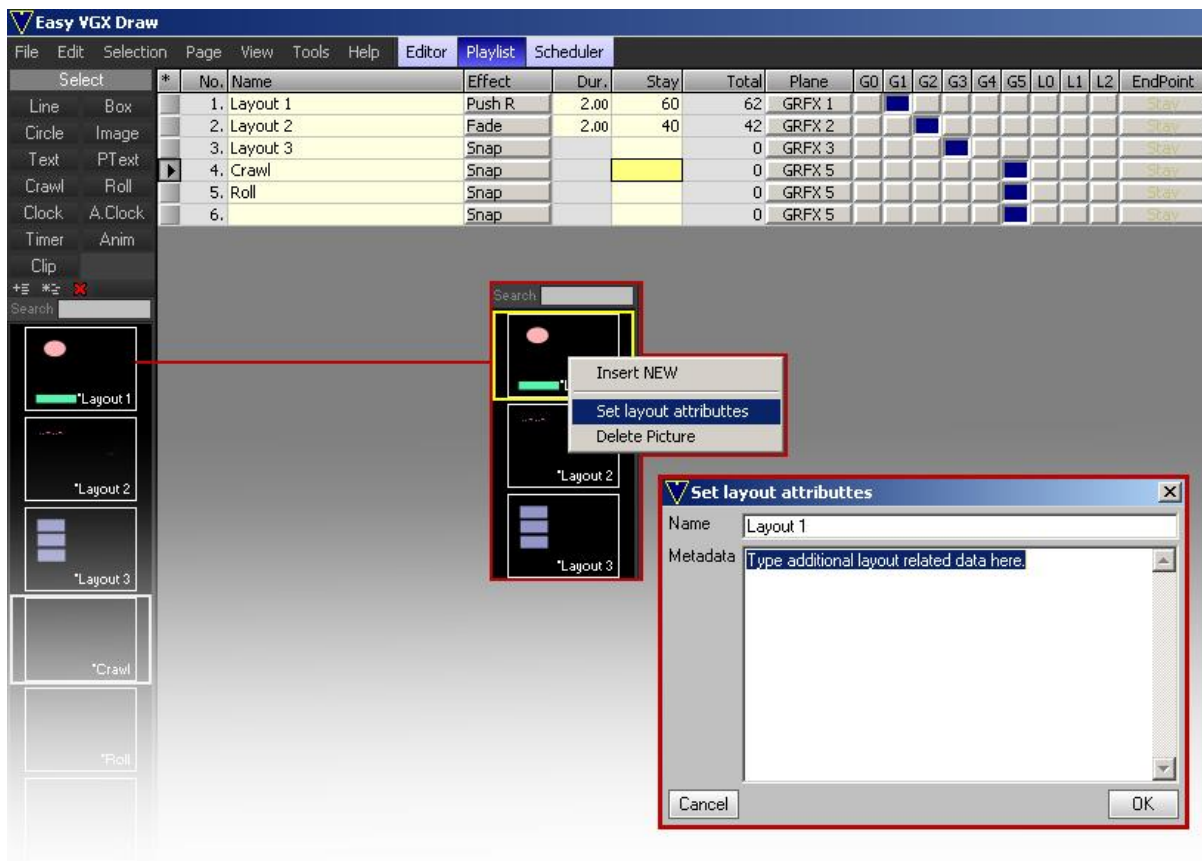 Easy VGX Draw
File Edit Selection Page View Tools Help Editor Playlist Scheduler
Select * No. Name Effect Dur. Stay Total Plane G0 G1 G2 G3 G4 G5 L0 L1 L2 EndPoint
Line Box 1. Layout 1 Push R 2.00 60 62 GRFX 1 Stay
Circle Image 2. Layout 2 Fade 2.00 40 42 GRFX 2 Stay
Text PText 3. Layout 3 Snap 0 GRFX 3 Stay
Crawl Roll 4. Crawl Snap 0 GRFX 5 Stay
Clock A.Clock 5. Roll Snap 0 GRFX 5 Stay
Timer Anim 6. Snap 0 GRFX 5 Stay
Clip
Search
*Layout 1
*Layout 2
*Layout 3
*Crawl
*Roll
Search
Insert NEW
Set layout attributtes
Delete Picture
*Layout 2
*Layout 3
Set layout attributtes
Name Layout 1
Metadata Type additional layout related data here.
Cancel OK